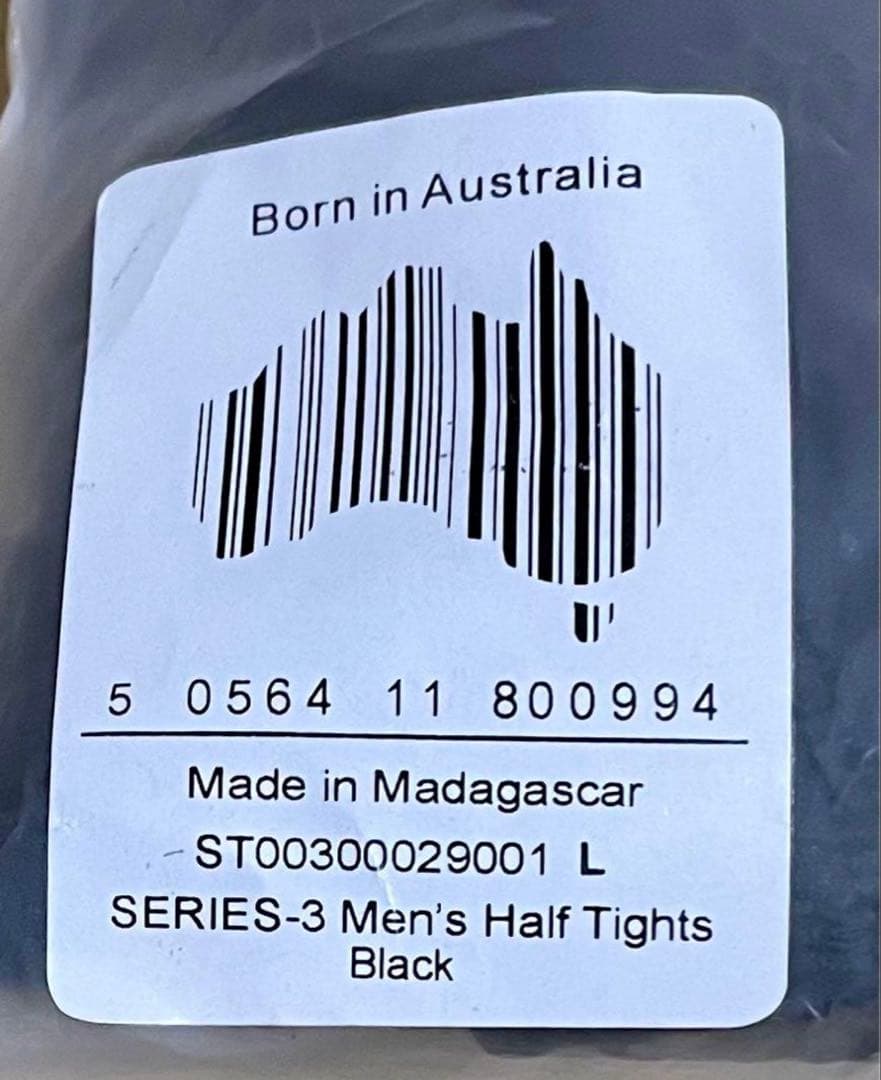 Born in Australia
5 0564 11 800994
Made in Madagascar
ST00300029001 L
SERIES-3 Men's Half Tights
Black